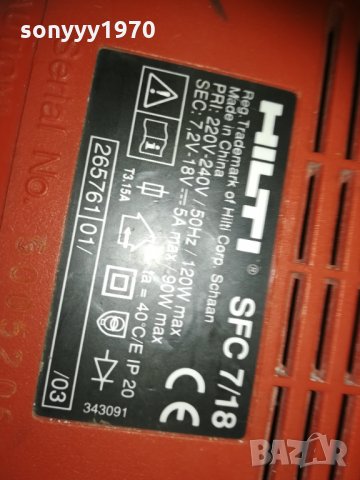 sonyyy1970
HILTI ® SFC 7/18
Reg. Trademark of Hilti Corp Schaan
Made in China
PRI: 220V-240V / 50Hz / 120W max
SEC: 7.2V-18V ⎓ 5A max / 90W max
T3.15A
ta = 40°C/E IP 20
CE
265761101/ /03
343091
Serial No.
BAZAR
bg